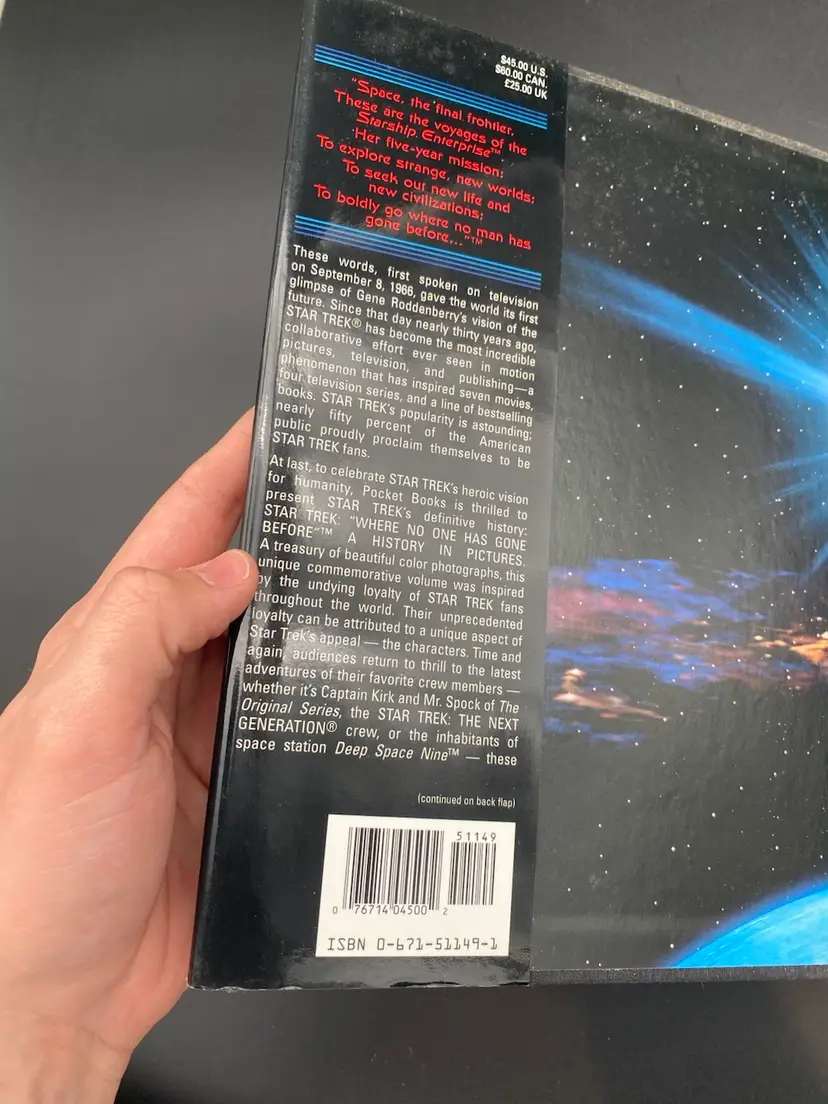 $45.00 U.S.
$60.00 CAN.
£25.00 UK
"Space, the final frontier.
These are the voyages of the
Starship Enterprise™
Her five-year mission:
To explore strange, new worlds;
To seek out new life and
new civilizations;
To boldly go where no man has
gone before..."™
These words, first spoken on television
on September 8, 1966, gave the world its first
glimpse of Gene Roddenberry's vision of the
future. Since that day nearly thirty years ago,
STAR TREK® has become the most incredible
collaborative effort ever seen in motion
pictures, television, and publishing—a
phenomenon that has inspired seven movies,
four television series, and a line of bestselling
books. STAR TREK's popularity is astounding;
nearly fifty percent of the American
public proudly proclaim themselves to be
STAR TREK fans.
At last, to celebrate STAR TREK's heroic vision
for humanity, Pocket Books is thrilled to
present STAR TREK's definitive history:
STAR TREK: "WHERE NO ONE HAS GONE
BEFORE"™ A HISTORY IN PICTURES.
A treasury of beautiful color photographs, this
unique commemorative volume was inspired
by the undying loyalty of STAR TREK fans
throughout the world. Their unprecedented
loyalty can be attributed to a unique aspect of
Star Trek's appeal — the characters. Time and
again, audiences return to thrill to the latest
adventures of their favorite crew members —
whether it's Captain Kirk and Mr. Spock of The
Original Series, the STAR TREK: THE NEXT
GENERATION® crew, or the inhabitants of
space station Deep Space Nine™ — these
(continued on back flap)
51149
0 76714 04500 2
ISBN 0-671-51149-1